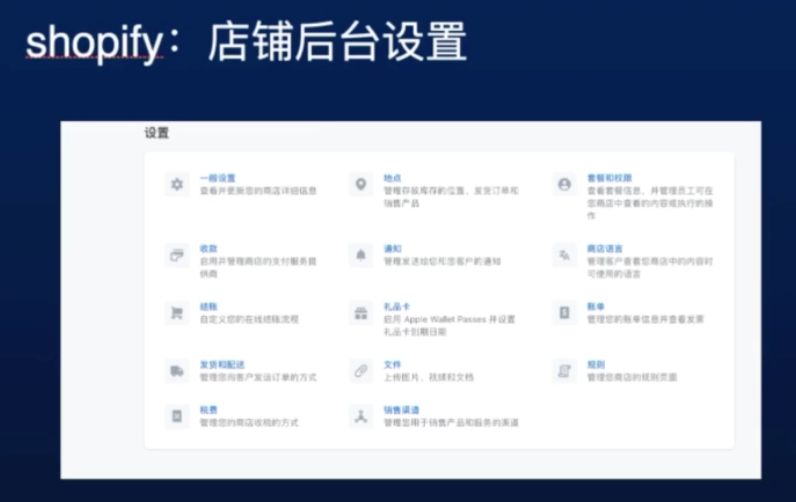 shopify：店铺后台设置
设置
一般设置
查看并更新您的商店详细信息
地点
管理存放库存的位置、发货订单和
销售产品
套餐和权限
查看套餐信息，并管理员工可在
您商店中查看的内容或执行的操
作
收款
启用并管理商店的支付服务提
供商
通知
管理发送给您和您客户的通知
商店语言
管理客户查看您商店中的内容时
可使用的语言
结账
自定义您的在线结账流程
礼品卡
启用 Apple Wallet Passes 并设置
礼品卡到期日期
账单
管理您的账单信息并查看发票
发货和配送
管理您向客户发运订单的方式
文件
上传图片、视频和文档
规则
管理您商店的规则页面
税费
管理您的商店收税的方式
销售渠道
管理您用于销售产品和服务的渠道